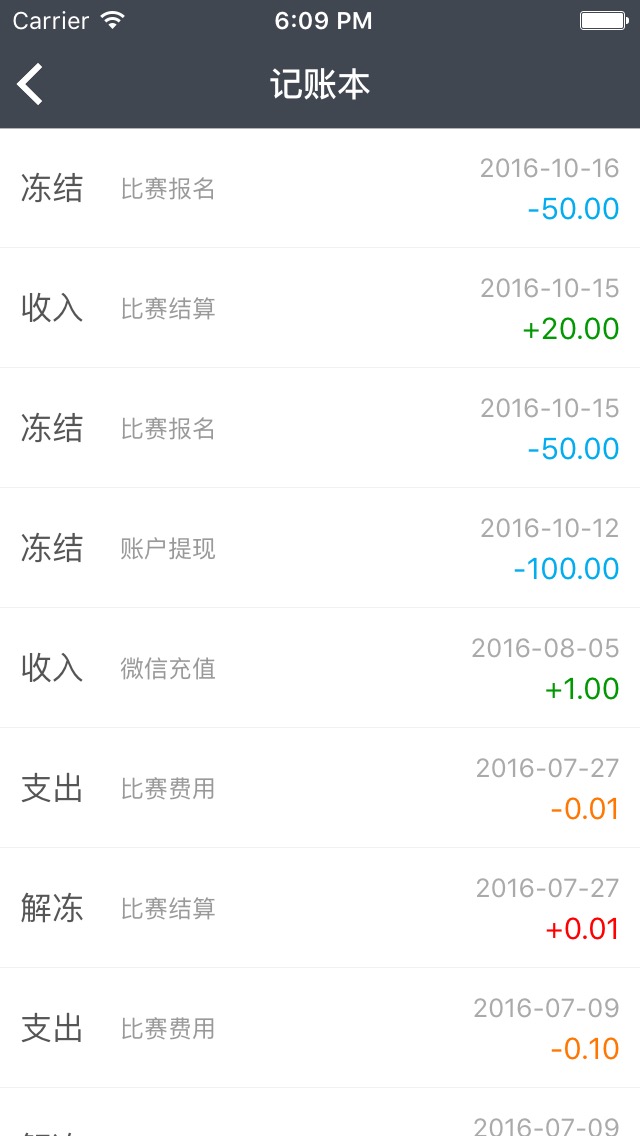 Carrier 6:09 PM
记账本
冻结 比赛报名 2016-10-16
-50.00
收入 比赛结算 2016-10-15
+20.00
冻结 比赛报名 2016-10-15
-50.00
冻结 账户提现 2016-10-12
-100.00
收入 微信充值 2016-08-05
+1.00
支出 比赛费用 2016-07-27
-0.01
解冻 比赛结算 2016-07-27
+0.01
支出 比赛费用 2016-07-09
-0.10
2016-07-09